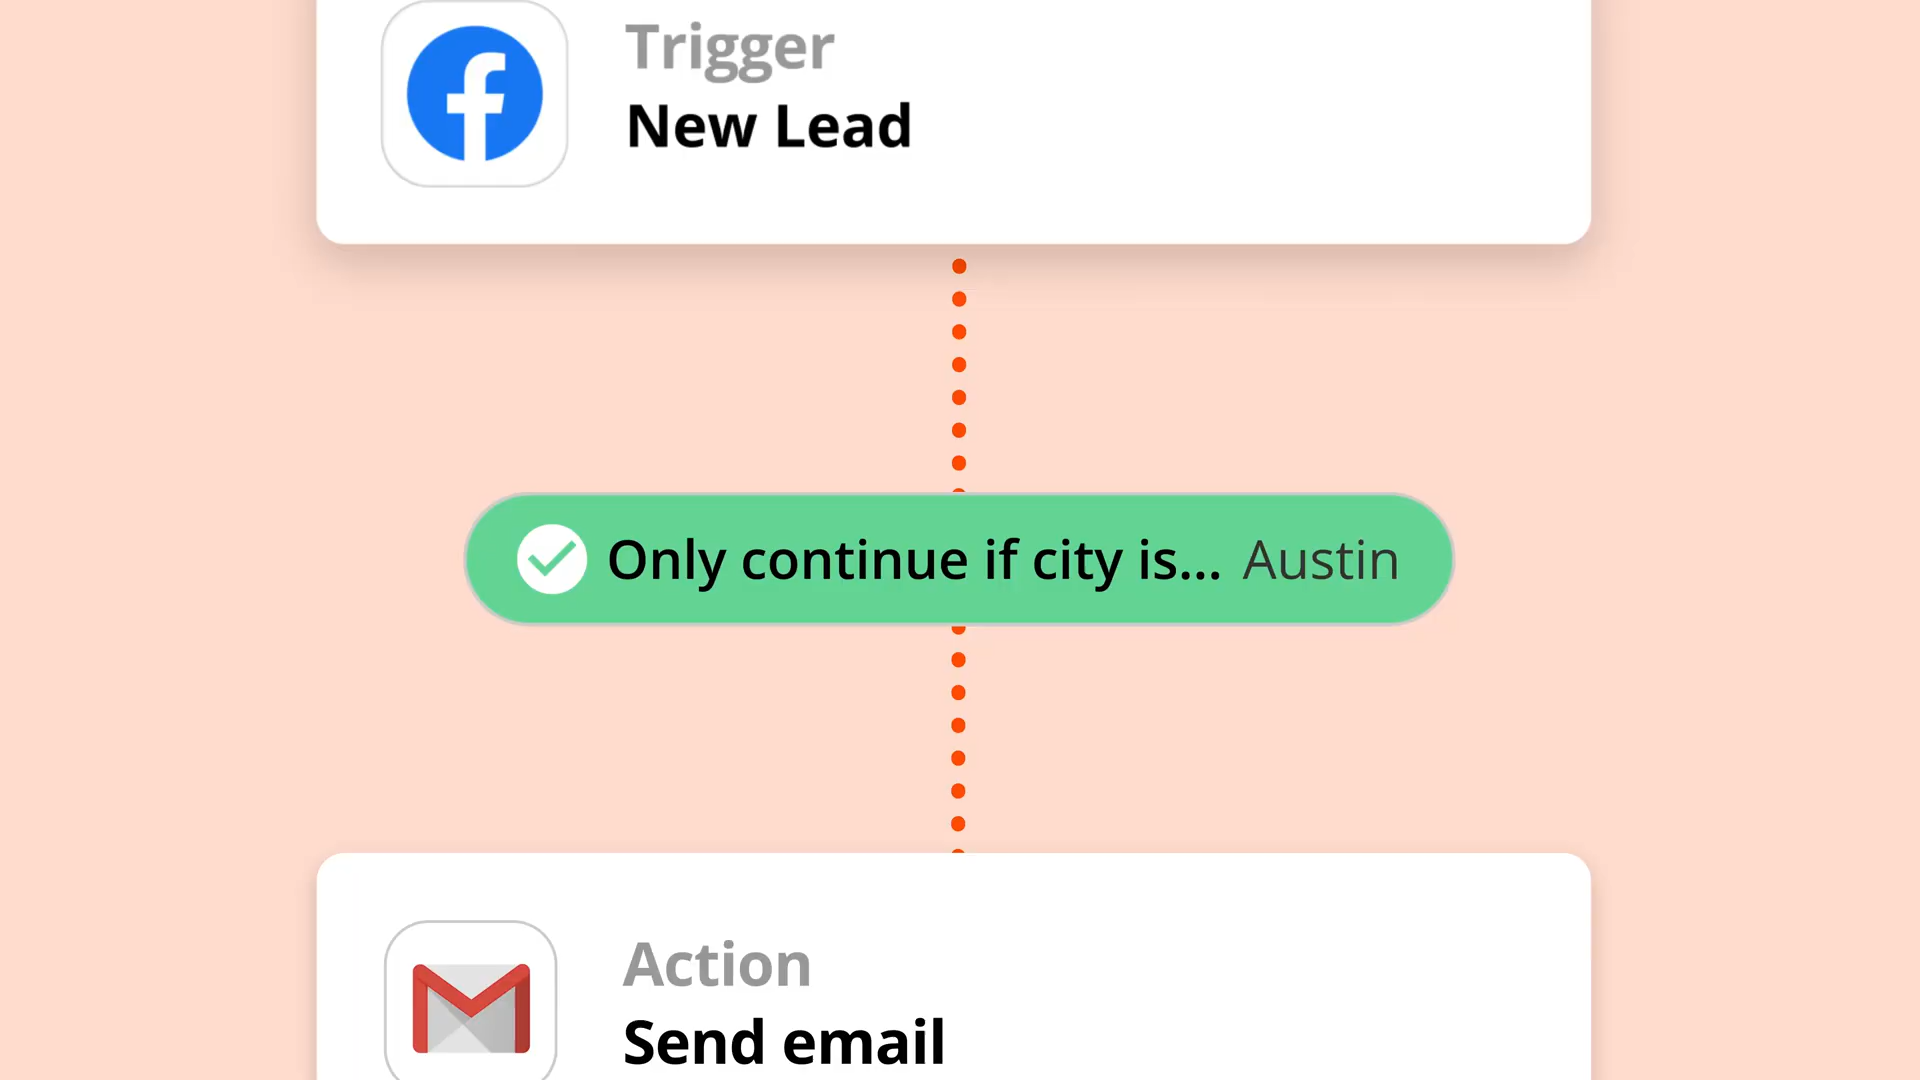 Trigger
New Lead
Only continue if city is... Austin
Action
Send email